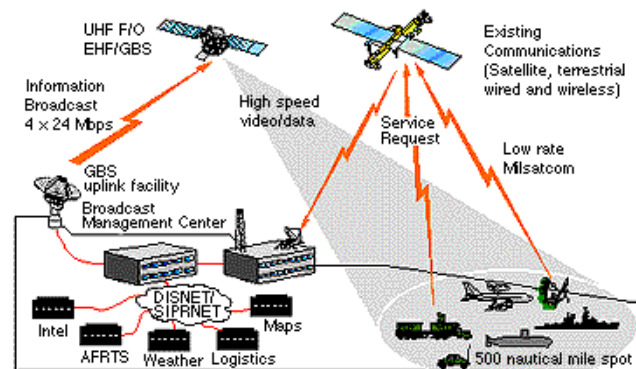 UHF F/O
EHF/GBS
Existing
Communications
(Satellite, terrestrial
wired and wireless)
Information
Broadcast
4 x 24 Mbps
High speed
video/data
Service
Request
Low rate
Milsatcom
GBS
uplink facility
Broadcast
Management Center
DISNET/
SIPRNET
Intel
AFRTS
Weather
Logistics
Maps
500 nautical mile spot